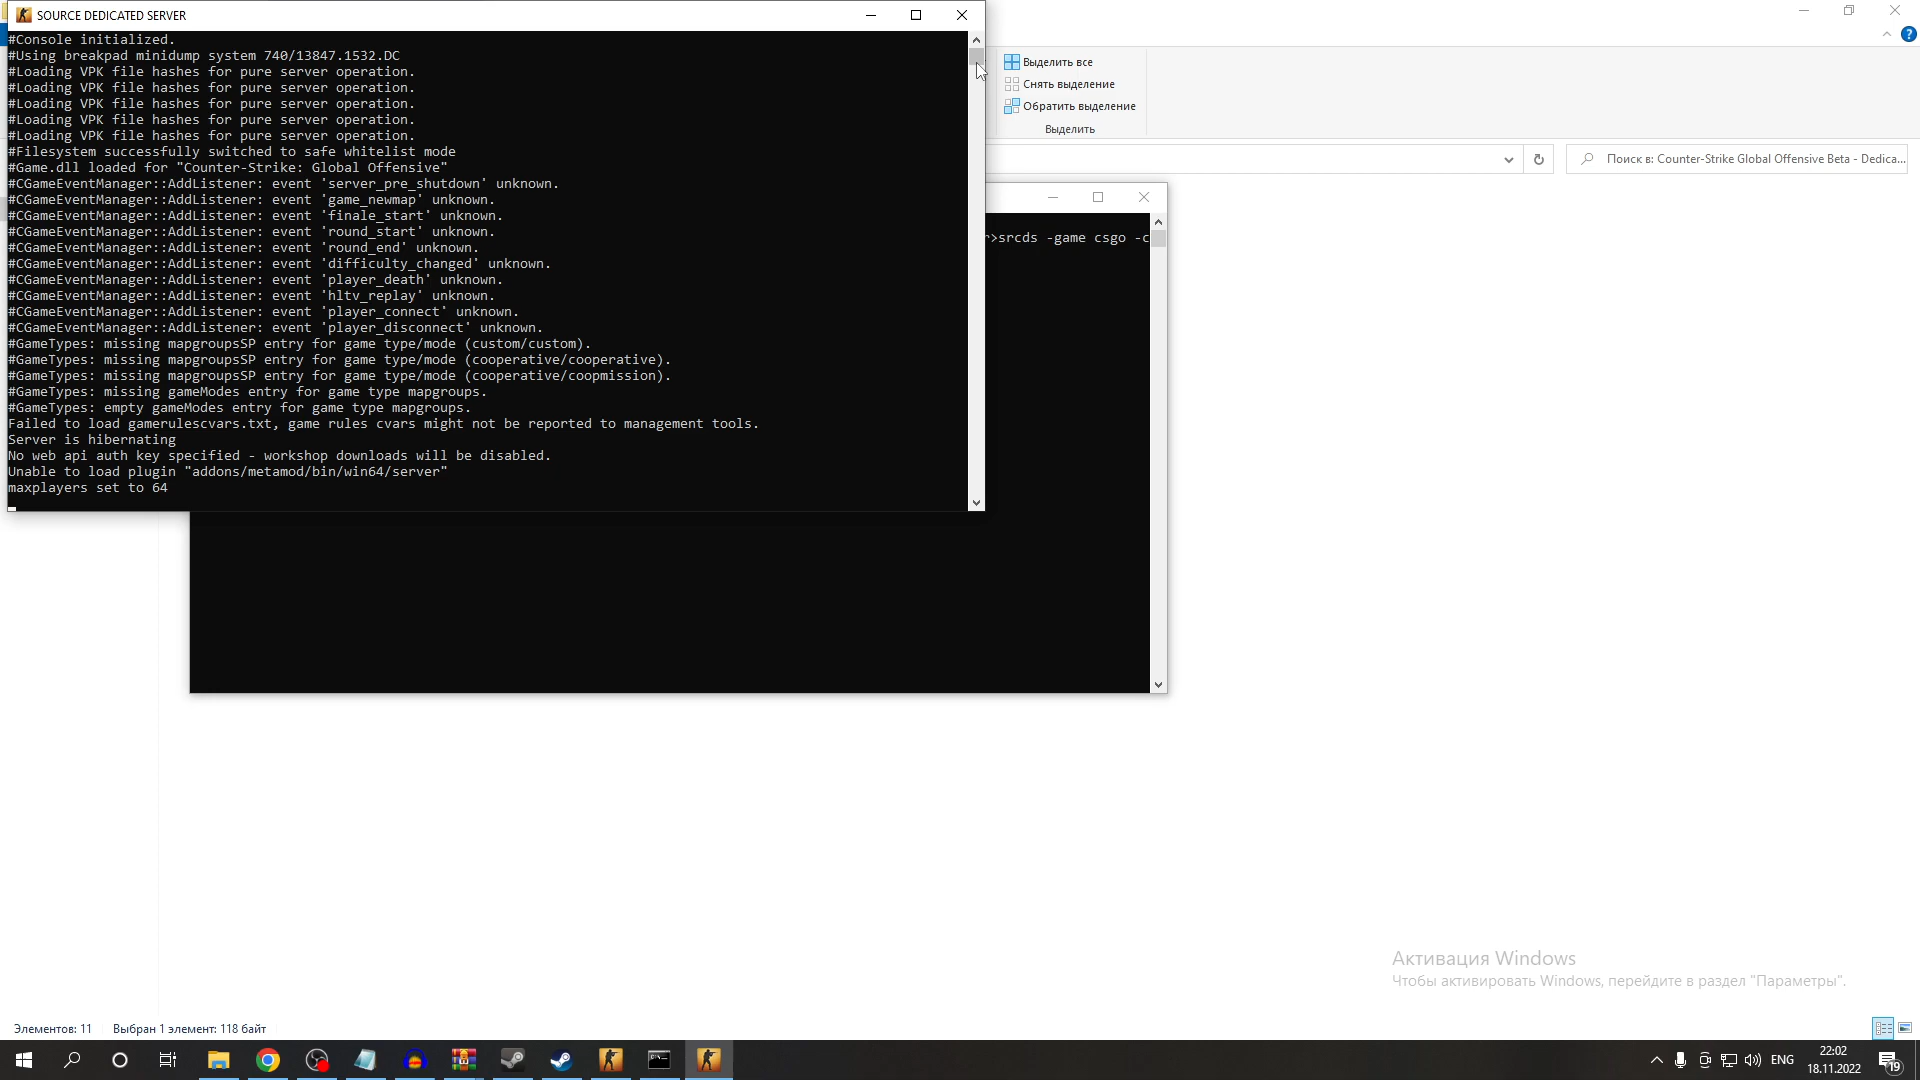 SOURCE DEDICATED SERVER
#Console initialized.
#Using breakpad minidump system 740/13847.1532.DC
#Loading VPK file hashes for pure server operation.
#Loading VPK file hashes for pure server operation.
#Loading VPK file hashes for pure server operation.
#Loading VPK file hashes for pure server operation.
#Loading VPK file hashes for pure server operation.
#Filesystem successfully switched to safe whitelist mode
#Game.dll loaded for "Counter-Strike: Global Offensive"
#CGameEventManager::AddListener: event 'server_pre_shutdown' unknown.
#CGameEventManager::AddListener: event 'game_newmap' unknown.
#CGameEventManager::AddListener: event 'finale_start' unknown.
#CGameEventManager::AddListener: event 'round_start' unknown.
#CGameEventManager::AddListener: event 'round_end' unknown.
#CGameEventManager::AddListener: event 'difficulty_changed' unknown.
#CGameEventManager::AddListener: event 'player_death' unknown.
#CGameEventManager::AddListener: event 'hltv_replay' unknown.
#CGameEventManager::AddListener: event 'player_connect' unknown.
#CGameEventManager::AddListener: event 'player_disconnect' unknown.
#GameTypes: missing mapgroupsSP entry for game type/mode (custom/custom).
#GameTypes: missing mapgroupsSP entry for game type/mode (cooperative/cooperative).
#GameTypes: missing mapgroupsSP entry for game type/mode (cooperative/coopmission).
#GameTypes: missing gameModes entry for game type mapgroups.
#GameTypes: empty gameModes entry for game type mapgroups.
Failed to load gamerulescvars.txt, game rules cvars might not be reported to management tools.
Server is hibernating
No web api auth key specified - workshop downloads will be disabled.
Unable to load plugin "addons/metamod/bin/win64/server"
maxplayers set to 64
Выделить все
Снять выделение
Обратить выделение
Выделить
Поиск в: Counter-Strike Global Offensive Beta - Dedica...
>srcds -game csgo -c
Активация Windows
Чтобы активировать Windows, перейдите в раздел "Параметры".
Элементов: 11 Выбран 1 элемент: 118 байт
ENG
22:02
18.11.2022
19